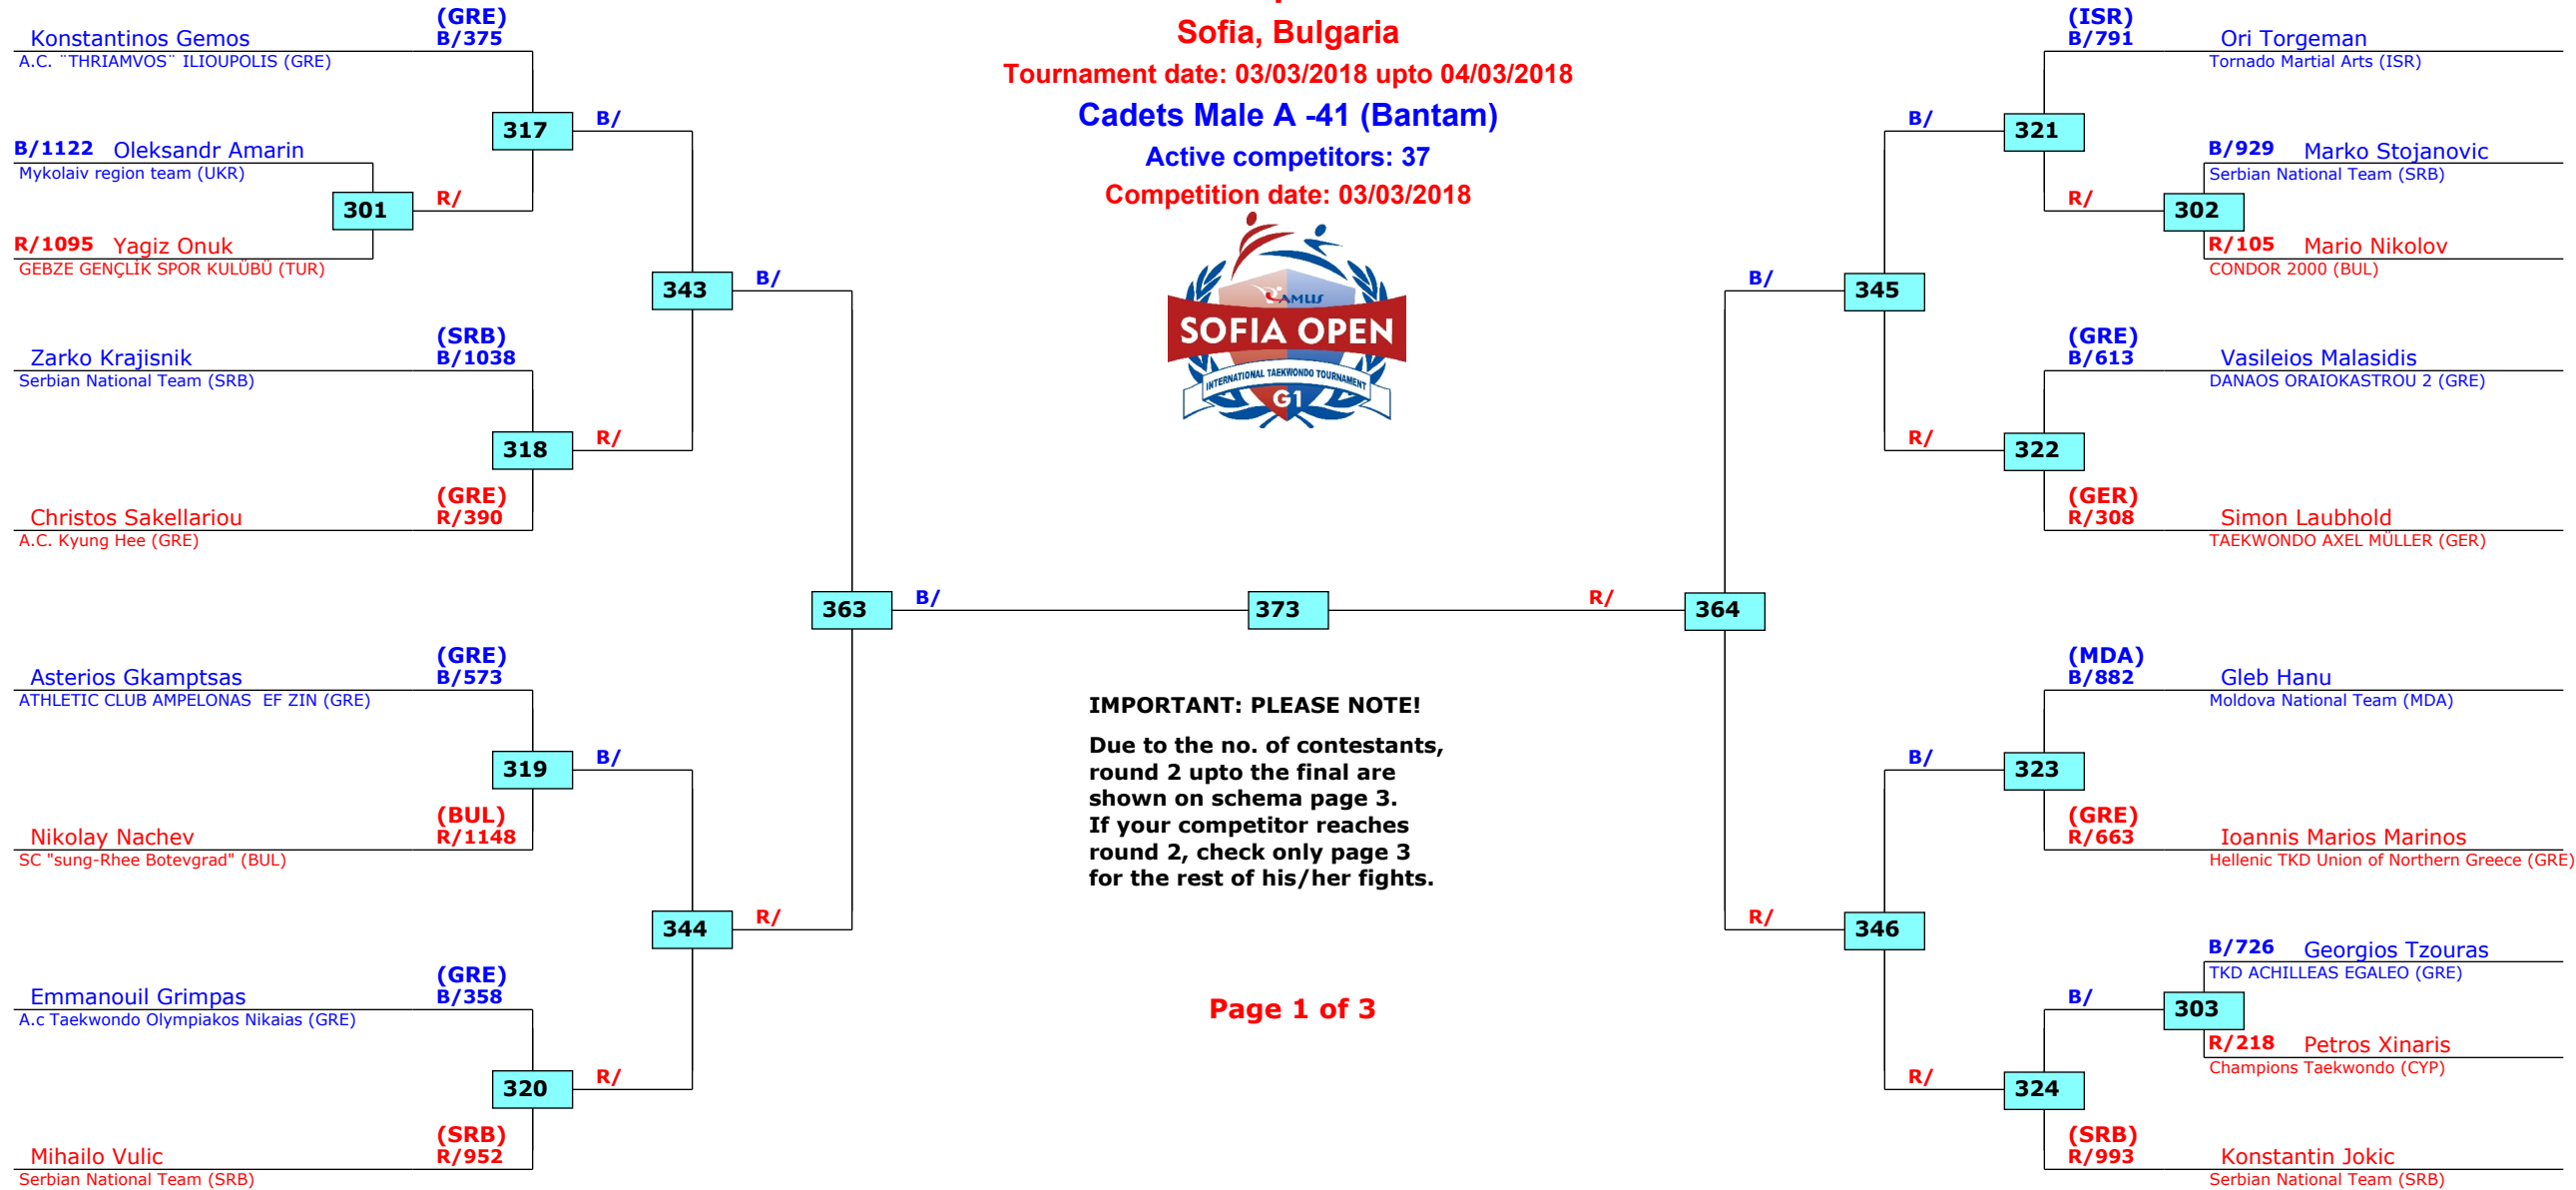 (GRE)
Konstantinos Gemos B/375
A.C. ¨THRIAMVOS¨ ILIOUPOLIS (GRE)
317
B/
B/1122 Oleksandr Amarin
Mykolaiv region team (UKR)
301
R/
R/1095 Yagiz Onuk
GEBZE GENÇLİK SPOR KULÜBÜ (TUR)
343
B/
(SRB)
Zarko Krajisnik B/1038
Serbian National Team (SRB)
318
R/
(GRE)
Christos Sakellariou R/390
A.C. Kyung Hee (GRE)
363
B/
(GRE)
Asterios Gkamptsas B/573
ATHLETIC CLUB AMPELONAS  EF ZIN (GRE)
319
B/
(BUL)
Nikolay Nachev R/1148
SC "sung-Rhee Botevgrad" (BUL)
344
R/
(GRE)
Emmanouil Grimpas B/358
A.c Taekwondo Olympiakos Nikaias (GRE)
320
R/
(SRB)
Mihailo Vulic R/952
Serbian National Team (SRB)
Sofia, Bulgaria
Tournament date: 03/03/2018 upto 04/03/2018
Cadets Male A -41 (Bantam)
Active competitors: 37
Competition date: 03/03/2018
RAMUS
SOFIA OPEN
INTERNATIONAL TAEKWONDO TOURNAMENT
G1
373
IMPORTANT: PLEASE NOTE!
Due to the no. of contestants,
round 2 upto the final are
shown on schema page 3.
If your competitor reaches
round 2, check only page 3
for the rest of his/her fights.
Page 1 of 3
(ISR)
B/791 Ori Torgeman
Tornado Martial Arts (ISR)
B/
321
B/929 Marko Stojanovic
Serbian National Team (SRB)
R/
302
R/105 Mario Nikolov
CONDOR 2000 (BUL)
B/
345
(GRE)
B/613 Vasileios Malasidis
DANAOS ORAIOKASTROU 2 (GRE)
R/
322
(GER)
R/308 Simon Laubhold
TAEKWONDO AXEL MÜLLER (GER)
R/
364
(MDA)
B/882 Gleb Hanu
Moldova National Team (MDA)
B/
323
(GRE)
R/663 Ioannis Marios Marinos
Hellenic TKD Union of Northern Greece (GRE)
R/
346
B/726 Georgios Tzouras
TKD ACHILLEAS EGALEO (GRE)
B/
303
R/218 Petros Xinaris
Champions Taekwondo (CYP)
R/
324
(SRB)
R/993 Konstantin Jokic
Serbian National Team (SRB)